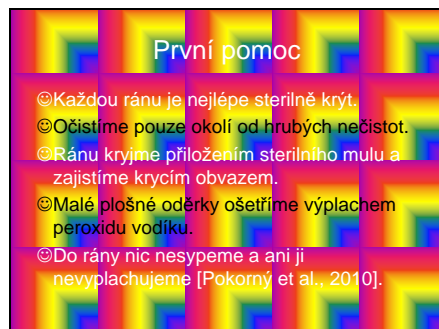 První pomoc
☺Každou ránu je nejlépe sterilně krýt.
☺Očistíme pouze okolí od hrubých nečistot.
☺Ránu kryjme přiložením sterilního mulu a
zajistíme krycím obvazem.
☺Malé plošné oděrky ošetříme výplachem
peroxidu vodíku.
☺Do rány nic nesypeme a ani ji
nevyplachujeme [Pokorný et al., 2010].